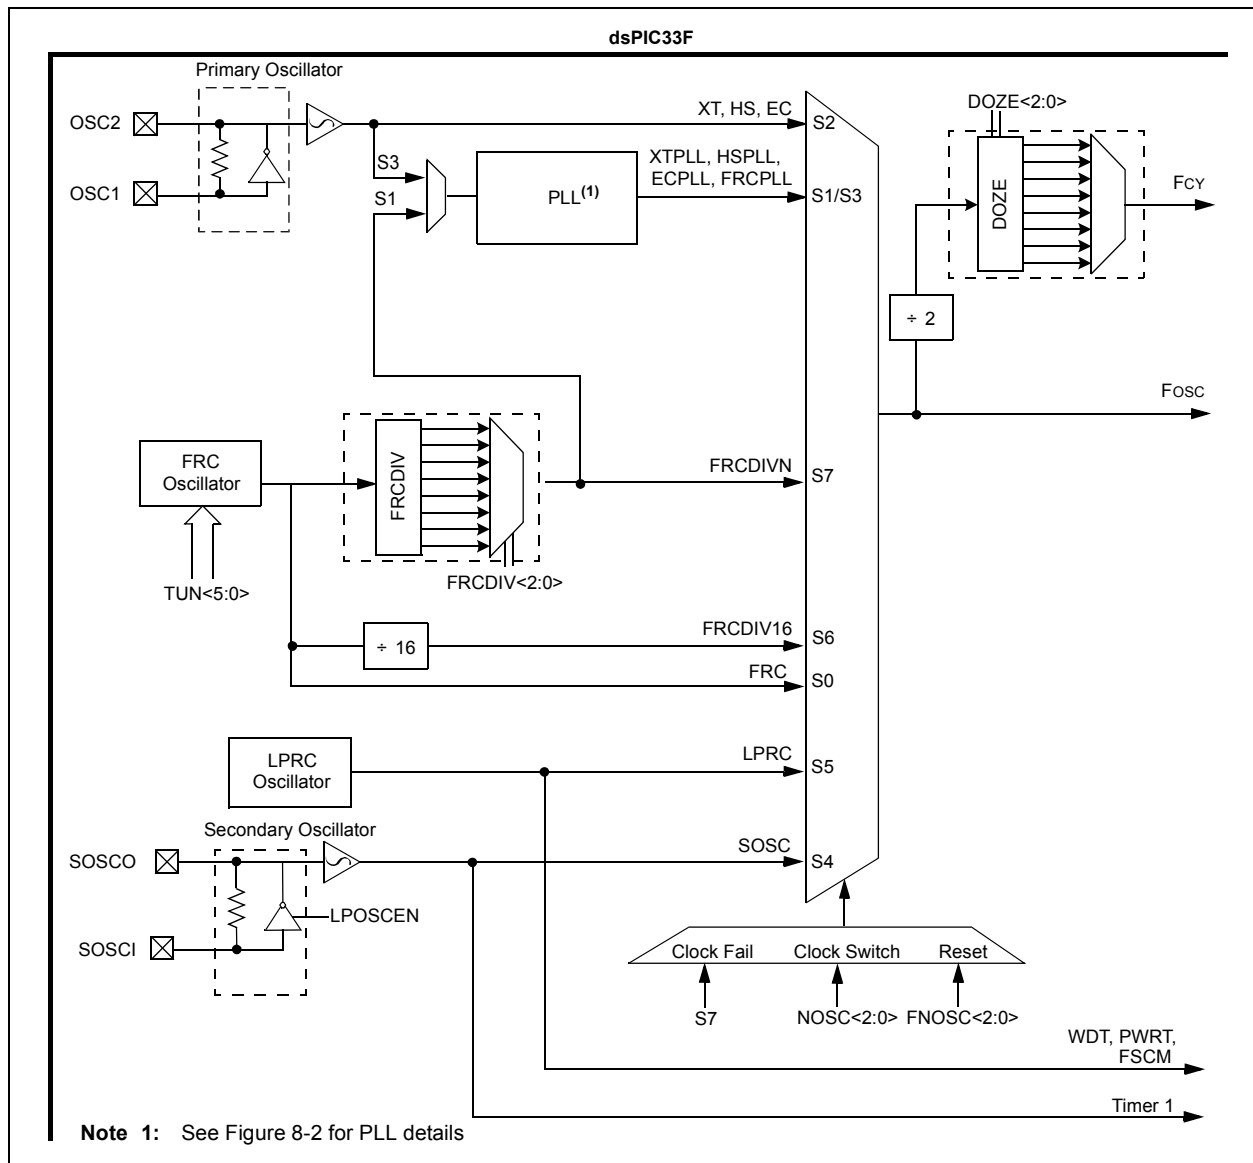 dsPIC33F
Primary Oscillator
OSC2
OSC1
S3
S1
PLL(1)
XT, HS, EC
XTPLL, HSPLL,
ECPLL, FRCPLL
S2
S1/S3
DOZE<2:0>
DOZE
FCY
÷ 2
FOSC
FRC
Oscillator
TUN<5:0>
FRCDIV
FRCDIV<2:0>
FRCDIVN
S7
÷ 16
FRCDIV16
S6
FRC
S0
LPRC
Oscillator
LPRC
S5
Secondary Oscillator
SOSCO
SOSCI
LPOSCEN
SOSC
S4
Clock Fail
Clock Switch
Reset
S7
NOSC<2:0>
FNOSC<2:0>
WDT, PWRT,
FSCM
Timer 1
Note 1: See Figure 8-2 for PLL details